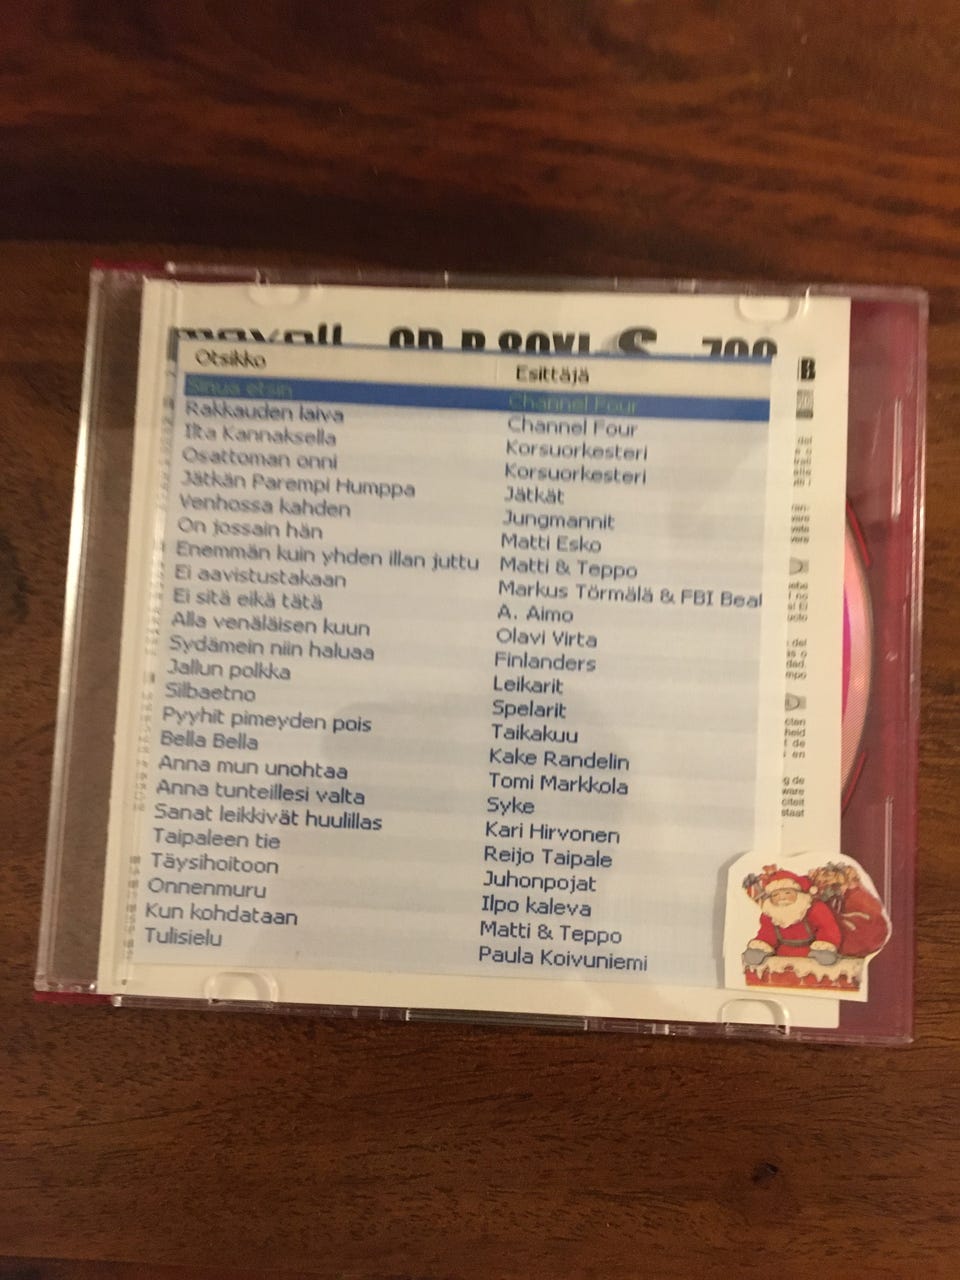 maxell CD-R 80XL S 700
Otsikko Esittäjä
Sinua etsin Channel Four
Rakkauden laiva Channel Four
Ilta Kannaksella Korsuorkesteri
Osattoman onni Korsuorkesteri
Jätkän Parempi Humppa Jätkät
Venhossa kahden Jungmannit
On jossain hän Matti Esko
Enemmän kuin yhden illan juttu Matti & Teppo
Ei aavistustakaan Markus Törmälä & FBI Beat
Ei sitä eikä tätä A. Aimo
Alla venäläisen kuun Olavi Virta
Sydämein niin haluaa Finlanders
Jallun polkka Leikarit
Silbaetno Spelarit
Pyyhit pimeyden pois Taikakuu
Bella Bella Kake Randelin
Anna mun unohtaa Tomi Markkola
Anna tunteillesi valta Syke
Sanat leikkivät huulillas Kari Hirvonen
Taipaleen tie Reijo Taipale
Täysihoitoon Juhonpojat
Onnenmuru Ilpo kaleva
Kun kohdataan Matti & Teppo
Tulisielu Paula Koivuniemi
B